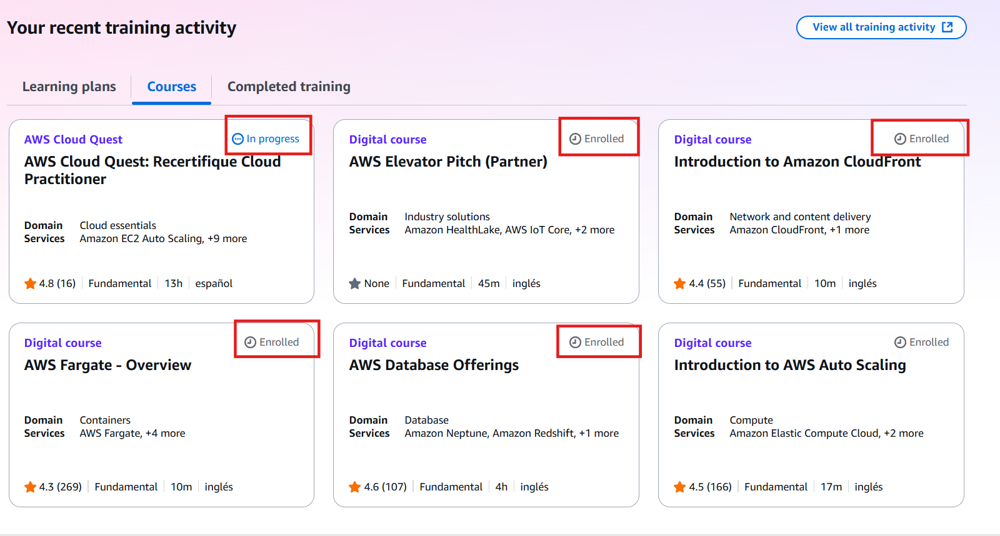 Your recent training activity
View all training activity
Learning plans
Courses
Completed training
AWS Cloud Quest
In progress
AWS Cloud Quest: Recertifique Cloud
Practitioner
Domain Cloud essentials
Services Amazon EC2 Auto Scaling, +9 more
4.8 (16) Fundamental 13h español
Digital course
Enrolled
AWS Elevator Pitch (Partner)
Domain Industry solutions
Services Amazon HealthLake, AWS IoT Core, +2 more
None Fundamental 45m inglés
Digital course
Enrolled
Introduction to Amazon CloudFront
Domain Network and content delivery
Services Amazon CloudFront, +1 more
4.4 (55) Fundamental 10m inglés
Digital course
Enrolled
AWS Fargate - Overview
Domain Containers
Services AWS Fargate, +4 more
4.3 (269) Fundamental 10m inglés
Digital course
Enrolled
AWS Database Offerings
Domain Database
Services Amazon Neptune, Amazon Redshift, +1 more
4.6 (107) Fundamental 4h inglés
Digital course
Enrolled
Introduction to AWS Auto Scaling
Domain Compute
Services Amazon Elastic Compute Cloud, +2 more
4.5 (166) Fundamental 17m inglés